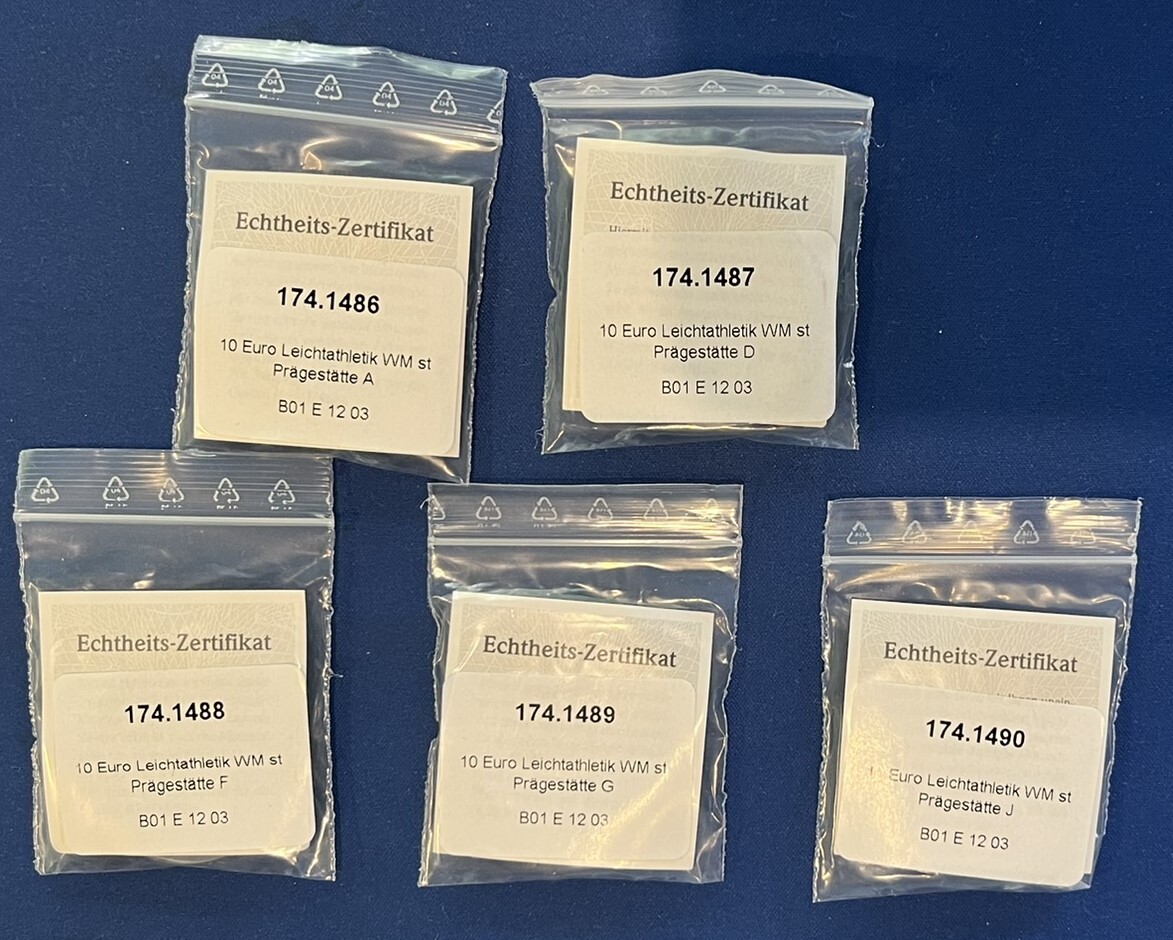 Echtheits-Zertifikat
174.1486
10 Euro Leichtathletik WM st
Prägestätte A
B01 E 12 03
Echtheits-Zertifikat
174.1487
10 Euro Leichtathletik WM st
Prägestätte D
B01 E 12 03
Echtheits-Zertifikat
174.1488
10 Euro Leichtathletik WM st
Prägestätte F
B01 E 12 03
Echtheits-Zertifikat
174.1489
10 Euro Leichtathletik WM st
Prägestätte G
B01 E 12 03
Echtheits-Zertifikat
174.1490
Euro Leichtathletik WM st
Prägestätte J
B01 E 12 03